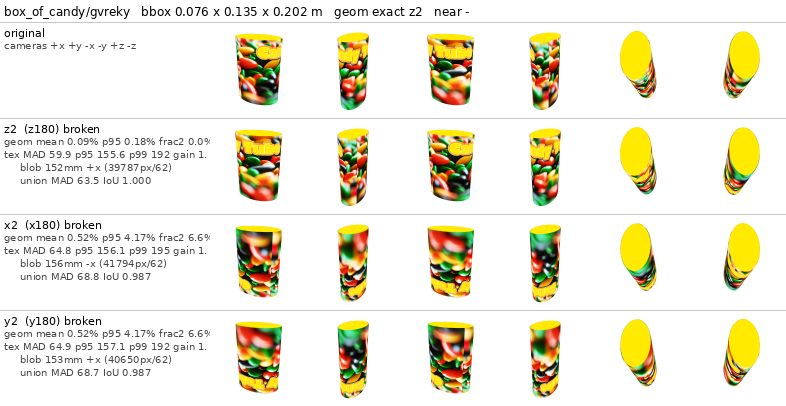 box_of_candy/gvreky bbox 0.076 x 0.135 x 0.202 m geom exact z2 near -
original
cameras +x +y -x -y +z -z
z2 (z180) broken
geom mean 0.09% p95 0.18% frac2 0.0%
tex MAD 59.9 p95 155.6 p99 192 gain 1.
blob 152mm +x (39787px/62)
union MAD 63.5 IoU 1.000
x2 (x180) broken
geom mean 0.52% p95 4.17% frac2 6.6%
tex MAD 64.8 p95 156.1 p99 195 gain 1.
blob 156mm -x (41794px/62)
union MAD 68.8 IoU 0.987
y2 (y180) broken
geom mean 0.52% p95 4.17% frac2 6.6%
tex MAD 64.9 p95 157.1 p99 192 gain 1.
blob 153mm +x (40650px/62)
union MAD 68.7 IoU 0.987